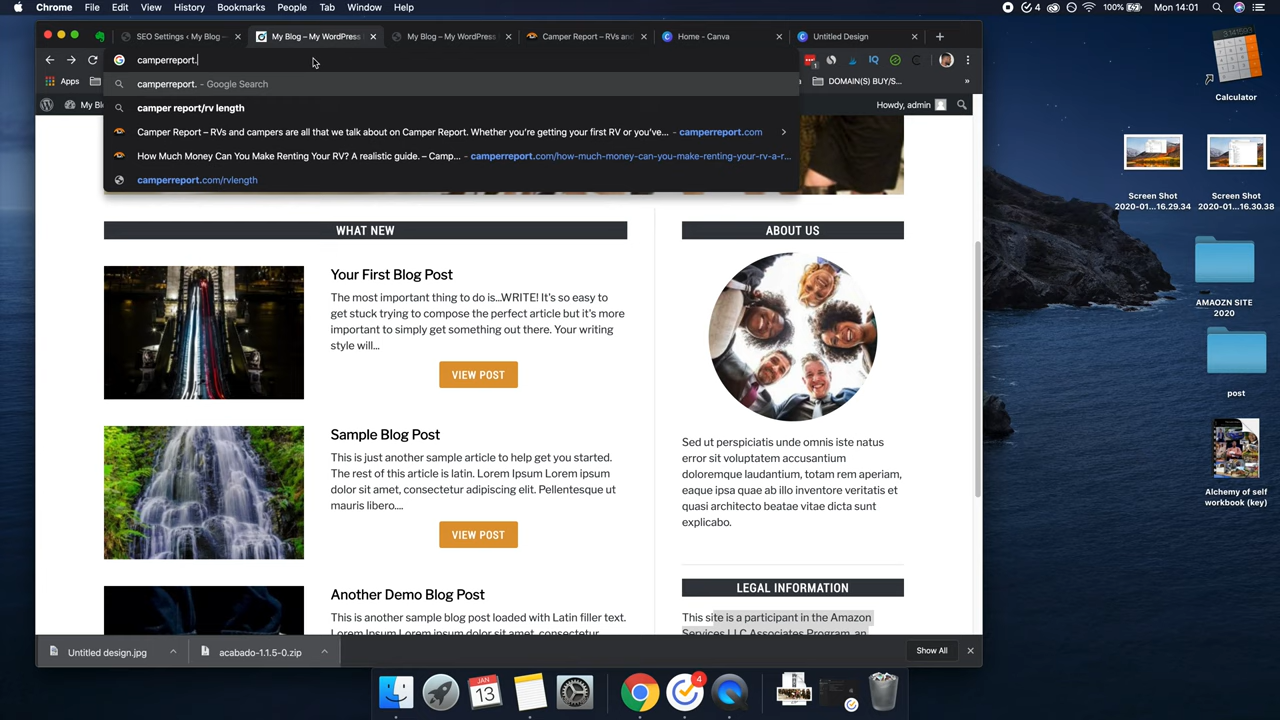 Chrome File Edit View History Bookmarks People Tab Window Help
4 100% Mon 14:01
SEO Settings ‹ My Blog —
My Blog – My WordPress
My Blog – My WordPress
Camper Report – RVs and
Home - Canva
Untitled Design
camperreport.
1
IQ
camperreport. - Google Search
camper report/rv length
Camper Report – RVs and campers are all that we talk about on Camper Report. Whether you're getting your first RV or you've... - camperreport.com
How Much Money Can You Make Renting Your RV? A realistic guide. – Camp... - camperreport.com/how-much-money-can-you-make-renting-your-rv-a-r...
camperreport.com/rvlength
Apps
DOMAIN(S) BUY/S...
»
My Bl
Howdy, admin
WHAT NEW
Your First Blog Post
The most important thing to do is...WRITE! It's so easy to
get stuck trying to compose the perfect article but it's more
important to simply get something out there. Your writing
style will...
VIEW POST
Sample Blog Post
This is just another sample article to help get you started.
The rest of this article is latin. Lorem Ipsum Lorem ipsum
dolor sit amet, consectetur adipiscing elit. Pellentesque ut
mauris libero....
VIEW POST
Another Demo Blog Post
This is another sample blog post loaded with Latin filler text.
Lorem Ipsum Lorem ipsum dolor sit amet, consectetur
ABOUT US
Sed ut perspiciatis unde omnis iste natus
error sit voluptatem accusantium
doloremque laudantium, totam rem aperiam,
eaque ipsa quae ab illo inventore veritatis et
quasi architecto beatae vitae dicta sunt
explicabo.
LEGAL INFORMATION
This site is a participant in the Amazon
Services LLC Associates Program, an
Untitled design.jpg
acabado-1.1.5-0.zip
Show All
Calculator
Screen Shot
2020-01...16.29.34
Screen Shot
2020-01...16.30.38
AMAOZN SITE
2020
post
Alchemy of self
workbook (key)
JAN
13
4